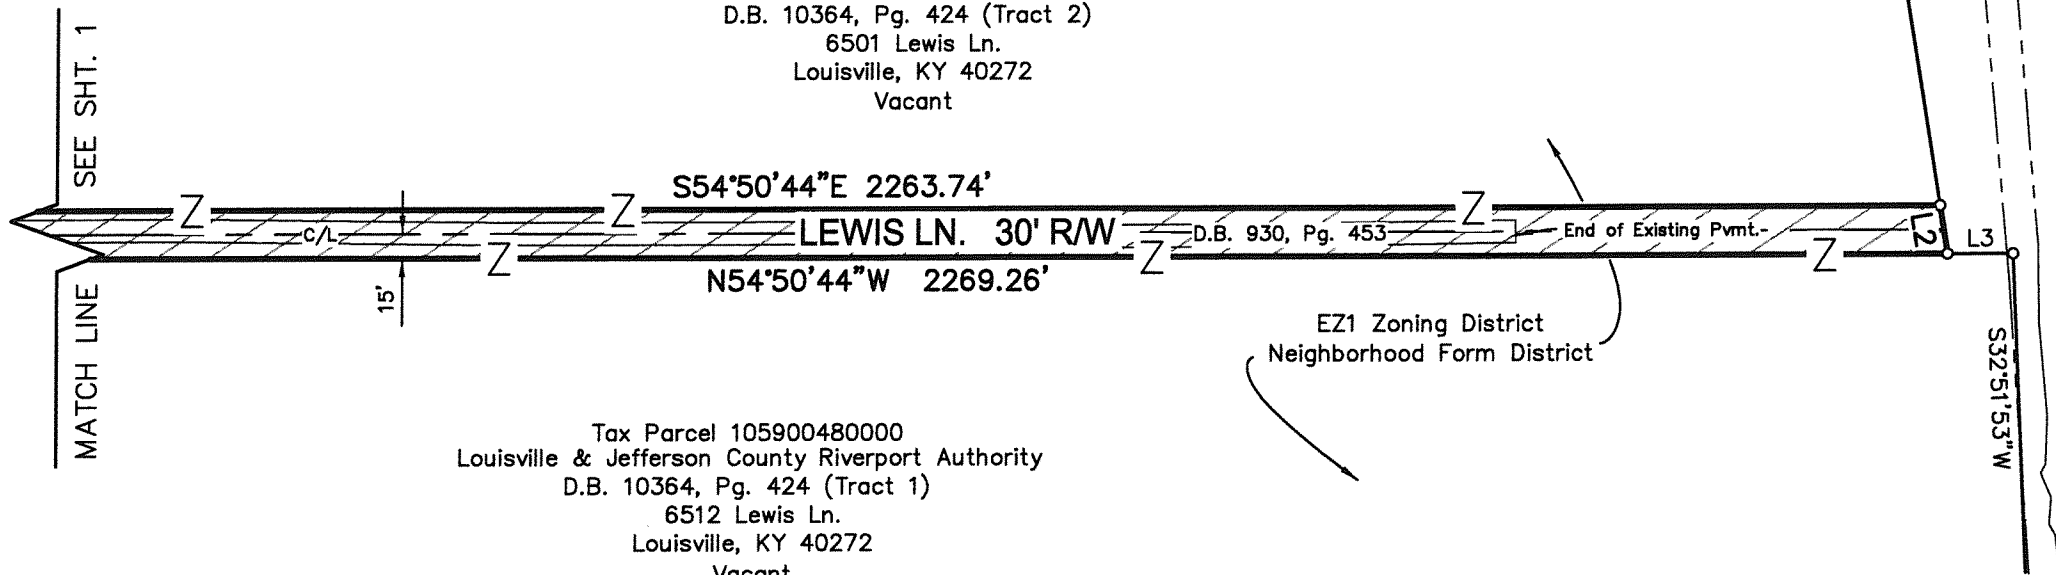 D.B. 10364, Pg. 424 (Tract 2)
6501 Lewis Ln.
Louisville, KY 40272
Vacant
SEE SHT. 1
MATCH LINE
S54°50'44"E 2263.74'
Z
Z
Z
C/L
LEWIS LN. 30' R/W
D.B. 930, Pg. 453
End of Existing Pvmt.
L2
L3
Z
Z
Z
N54°50'44"W 2269.26'
15'
EZ1 Zoning District
Neighborhood Form District
S32°51'53"W
Tax Parcel 105900480000
Louisville & Jefferson County Riverport Authority
D.B. 10364, Pg. 424 (Tract 1)
6512 Lewis Ln.
Louisville, KY 40272
Vacant